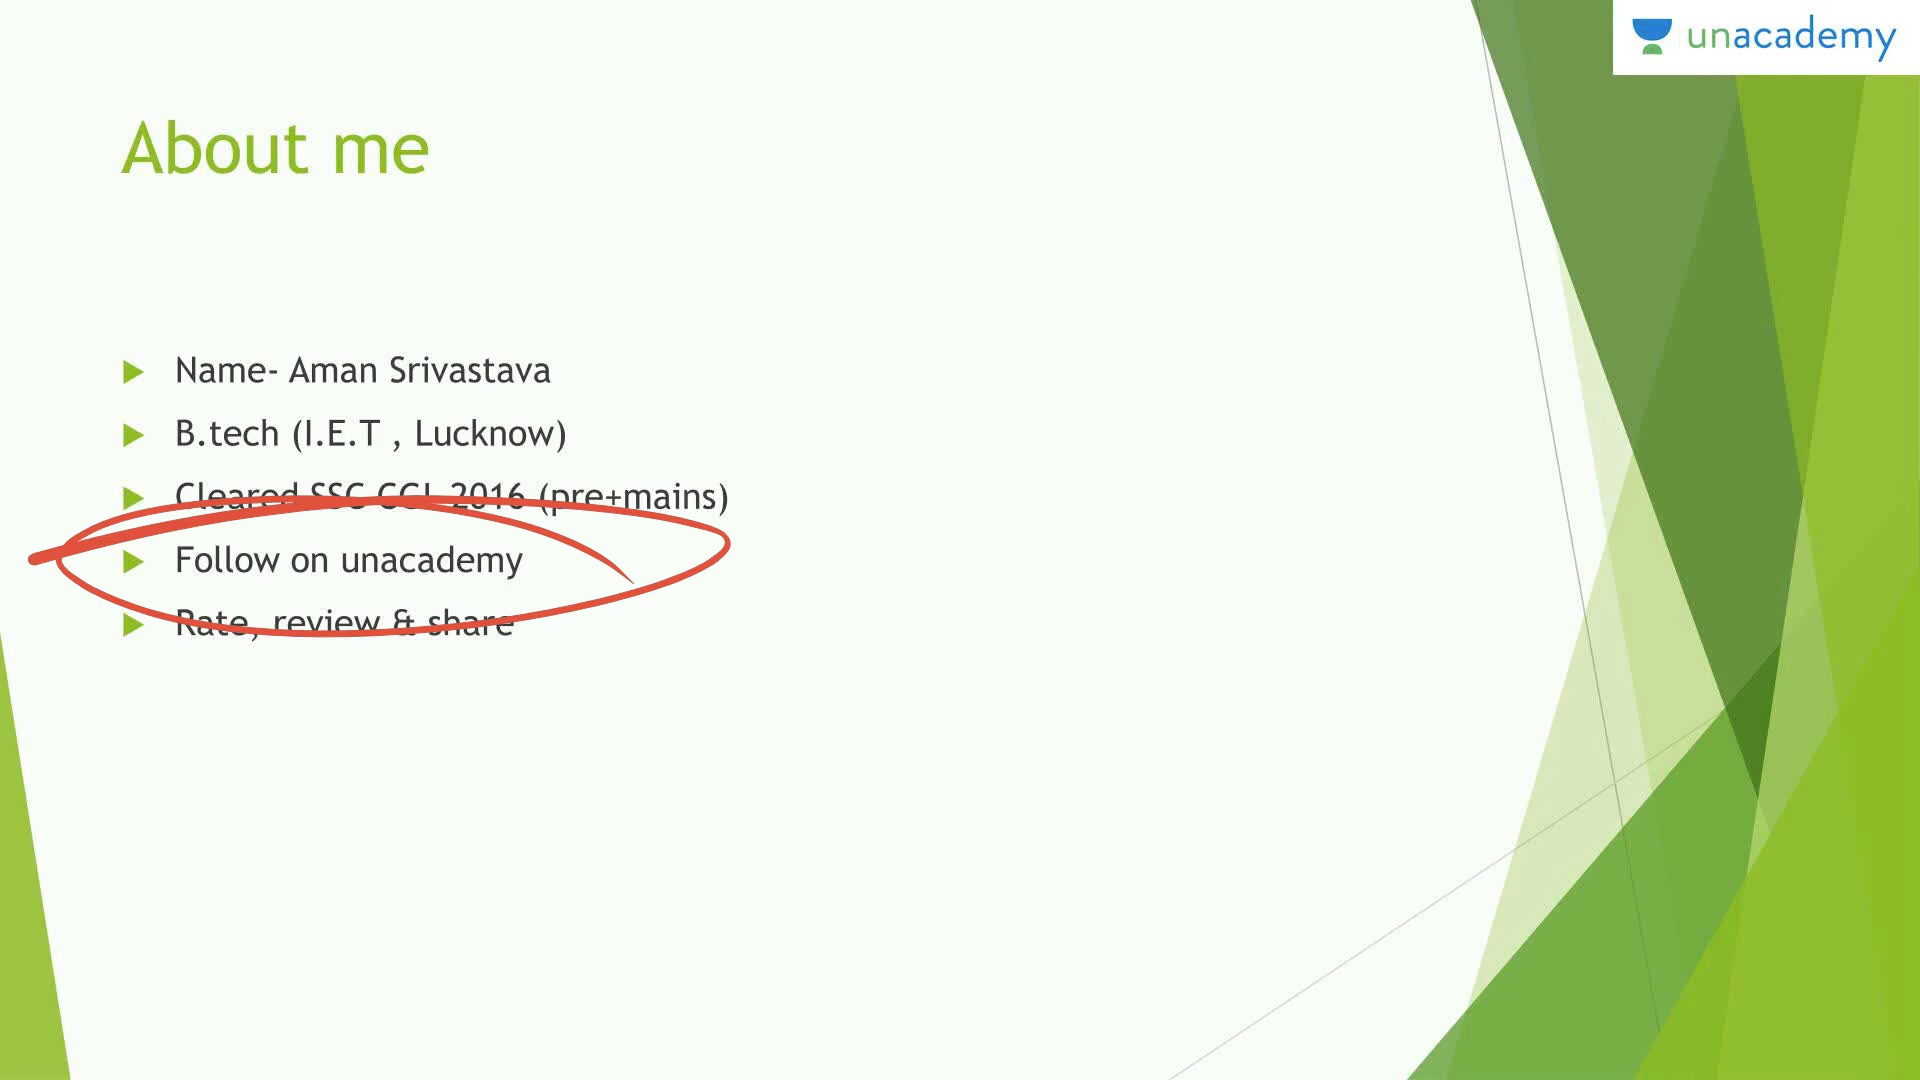 unacademy
About me
Name- Aman Srivastava
B.tech (I.E.T , Lucknow)
Cleared SSC CGL 2016 (pre+mains)
Follow on unacademy
Rate, review & share